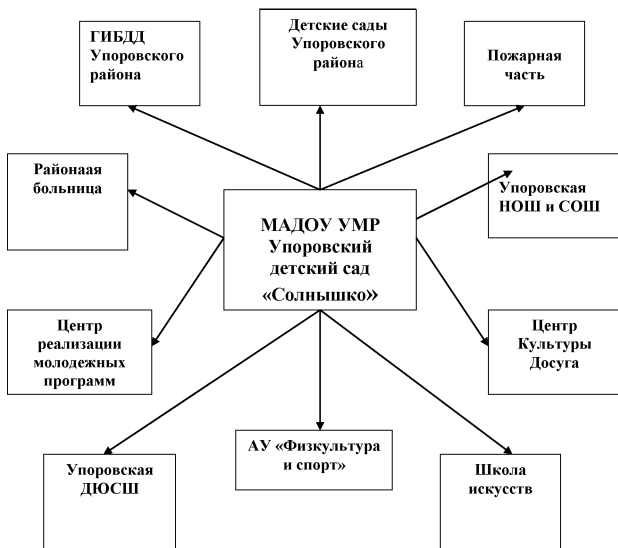 ГИБДД
Упоровского
района
Детские сады
Упоровского
района
Пожарная
часть
Районаая
больница
МАДОУ УМР
Упоровский
детский сад
«Солнышко»
Упоровская
НОШ и СОШ
Центр
реализации
молодежных
программ
Центр
Культуры
Досуга
Упоровская
ДЮСШ
АУ «Физкультура
и спорт»
Школа
искусств